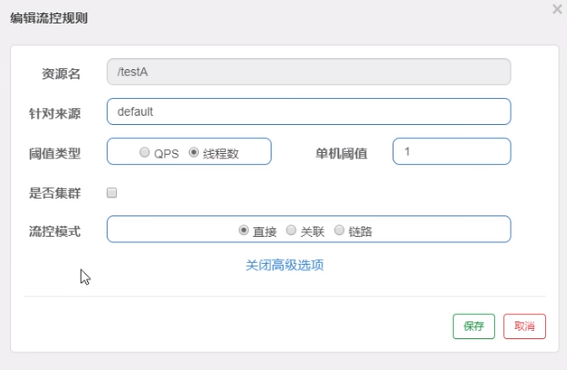 编辑流控规则
资源名 /testA
针对来源 default
阈值类型 QPS 线程数 单机阈值 1
是否集群
流控模式 直接 关联 链路
关闭高级选项
保存 取消